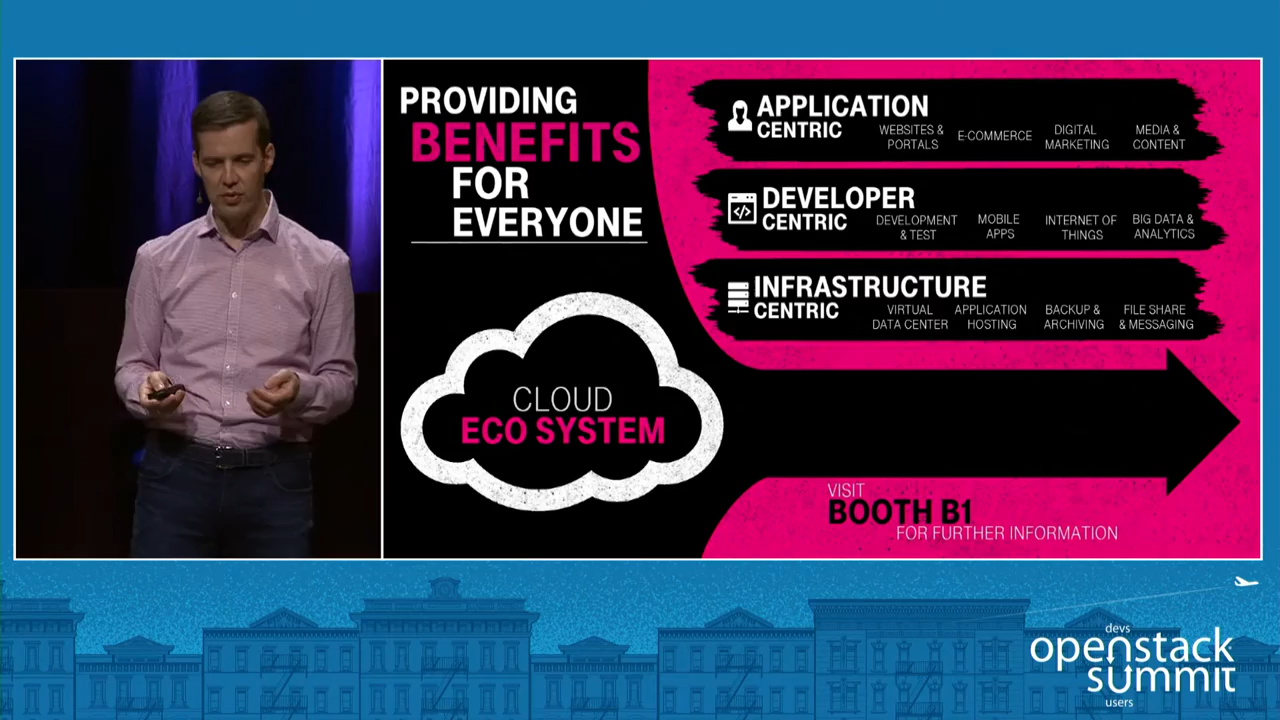 PROVIDING
BENEFITS
FOR
EVERYONE
CLOUD
ECO SYSTEM
APPLICATION
CENTRIC
WEBSITES &
PORTALS
E-COMMERCE
DIGITAL
MARKETING
MEDIA &
CONTENT
DEVELOPER
CENTRIC
DEVELOPMENT
& TEST
MOBILE
APPS
INTERNET OF
THINGS
BIG DATA &
ANALYTICS
INFRASTRUCTURE
CENTRIC
VIRTUAL
DATA CENTER
APPLICATION
HOSTING
BACKUP &
ARCHIVING
FILE SHARE
& MESSAGING
VISIT
BOOTH B1
FOR FURTHER INFORMATION
devs
openstack
summit
users